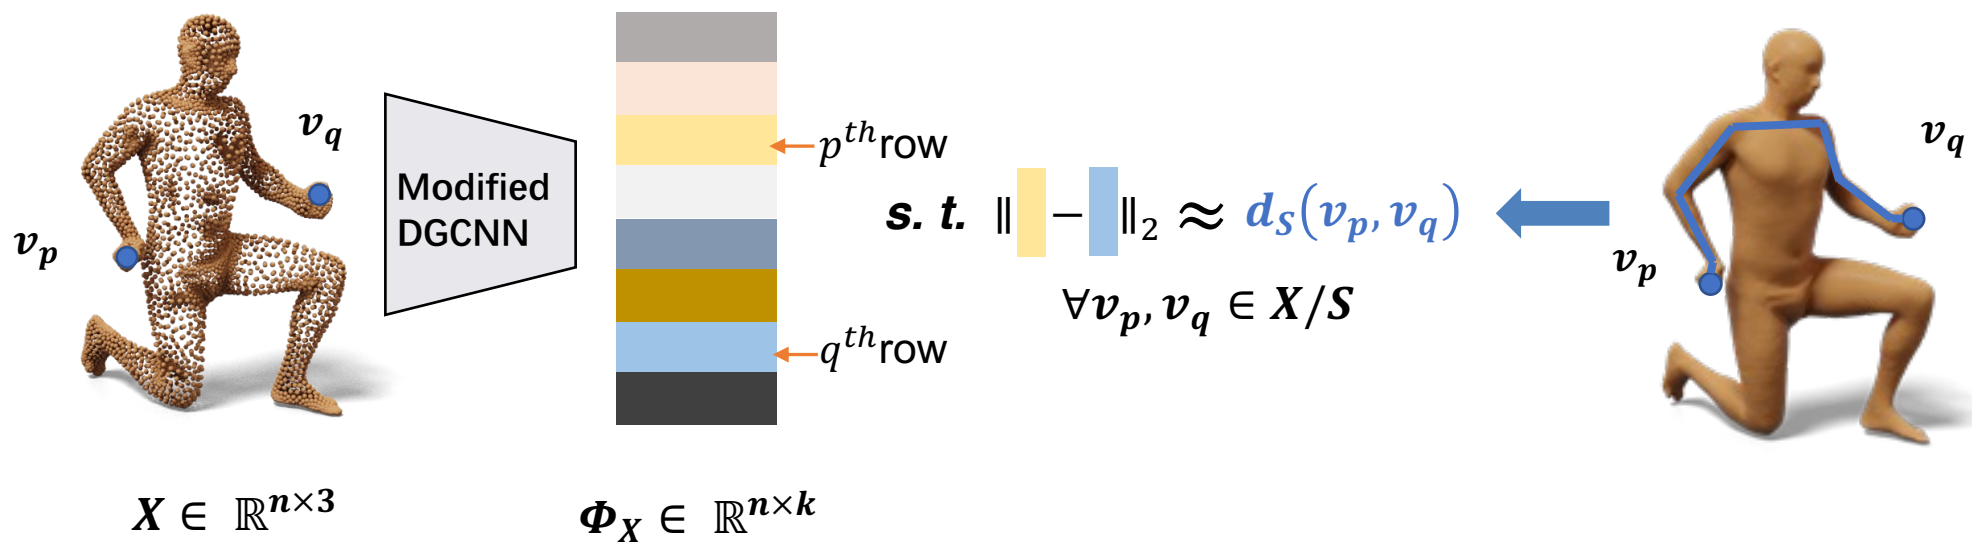 v_q
v_p
Modified
DGCNN
p^{th}row
q^{th}row
s. t. ‖ − ‖_2 ≈ d_S(v_p, v_q)
∀v_p, v_q ∈ X/S
v_q
v_p
X ∈ ℝ^{n×3}
Φ_X ∈ ℝ^{n×k}